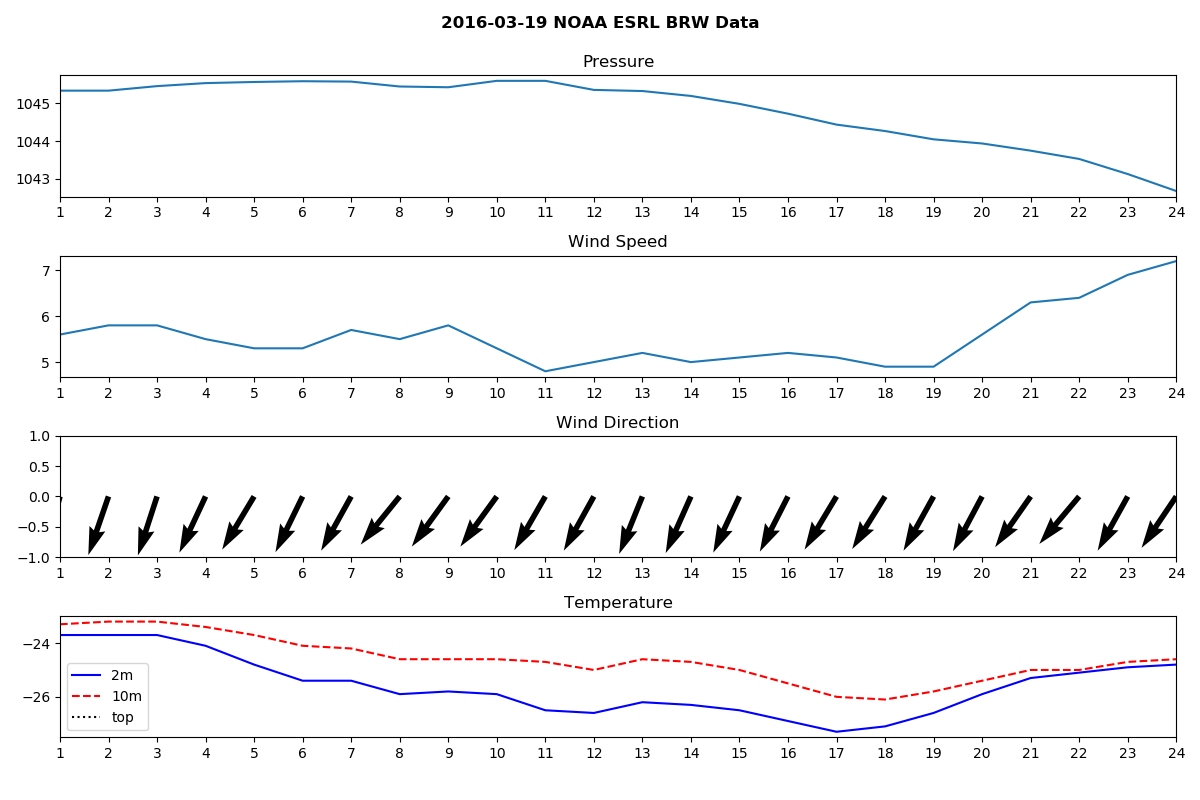 2016-03-19 NOAA ESRL BRW Data
Pressure
1045
1044
1043
1 2 3 4 5 6 7 8 9 10 11 12 13 14 15 16 17 18 19 20 21 22 23 24
Wind Speed
7
6
5
1 2 3 4 5 6 7 8 9 10 11 12 13 14 15 16 17 18 19 20 21 22 23 24
Wind Direction
1.0
0.5
0.0
−0.5
−1.0
1 2 3 4 5 6 7 8 9 10 11 12 13 14 15 16 17 18 19 20 21 22 23 24
Temperature
−24
−26
2m
10m
top
1 2 3 4 5 6 7 8 9 10 11 12 13 14 15 16 17 18 19 20 21 22 23 24